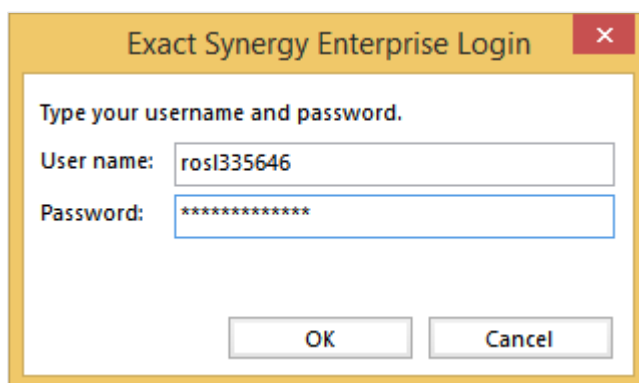 Exact Synergy Enterprise Login
Type your username and password.
User name: rosl335646
Password: *************
OK Cancel